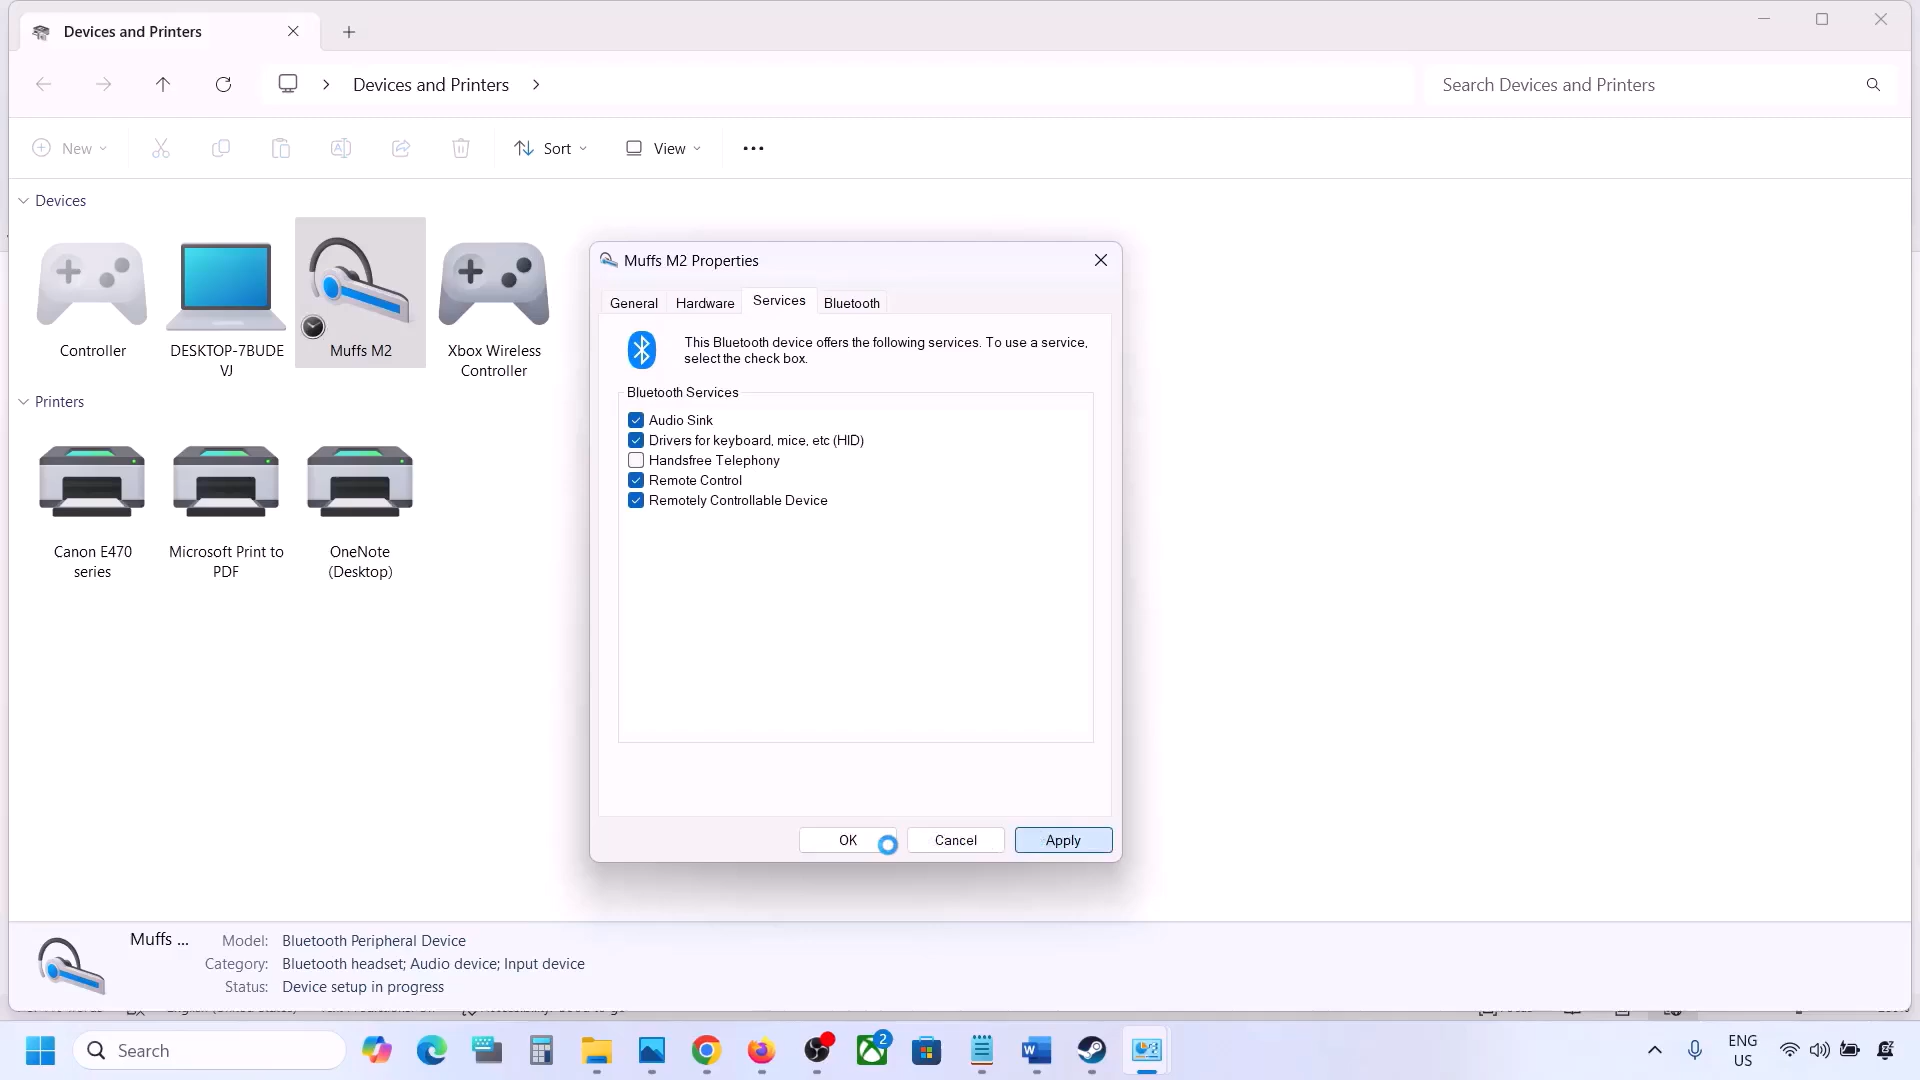 Devices and Printers
Devices and Printers
Search Devices and Printers
New
Sort
View
Devices
Controller
DESKTOP-7BUDE
VJ
Muffs M2
Xbox Wireless
Controller
Printers
Canon E470
series
Microsoft Print to
PDF
OneNote
(Desktop)
Muffs M2 Properties
General
Hardware
Services
Bluetooth
This Bluetooth device offers the following services. To use a service,
select the check box.
Bluetooth Services
Audio Sink
Drivers for keyboard, mice, etc (HID)
Handsfree Telephony
Remote Control
Remotely Controllable Device
OK
Cancel
Apply
Muffs ...
Model: Bluetooth Peripheral Device
Category: Bluetooth headset; Audio device; Input device
Status: Device setup in progress
Search
2
ENG
US